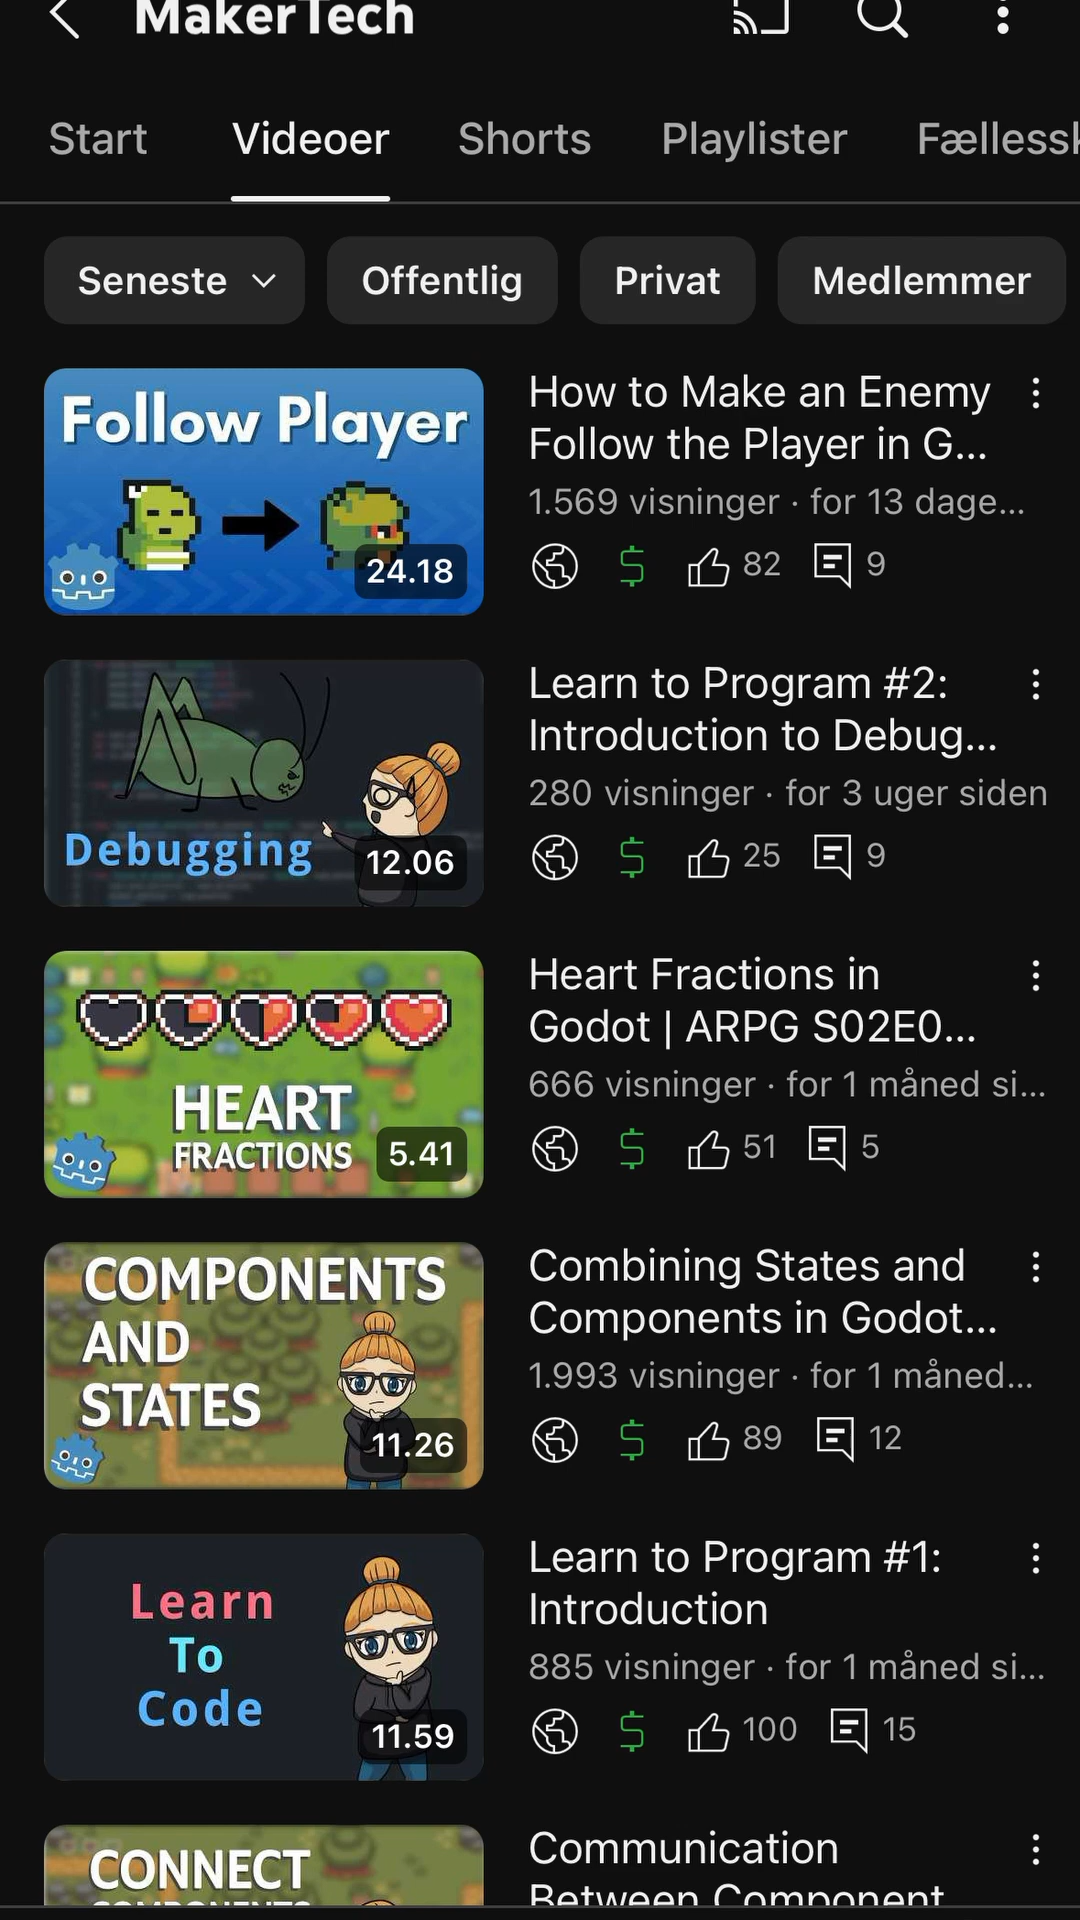 MakerTech
Start Videoer Shorts Playlister Fællessk
Seneste Offentlig Privat Medlemmer
Follow Player
24.18
How to Make an Enemy
Follow the Player in G...
1.569 visninger · for 13 dage...
82 9
Debugging
12.06
Learn to Program #2:
Introduction to Debug...
280 visninger · for 3 uger siden
25 9
HEART
FRACTIONS
5.41
Heart Fractions in
Godot | ARPG S02E0...
666 visninger · for 1 måned si...
51 5
COMPONENTS
AND
STATES
11.26
Combining States and
Components in Godot...
1.993 visninger · for 1 måned...
89 12
Learn
To
Code
11.59
Learn to Program #1:
Introduction
885 visninger · for 1 måned si...
100 15
CONNECT
COMPONENTS
Communication
Between Component